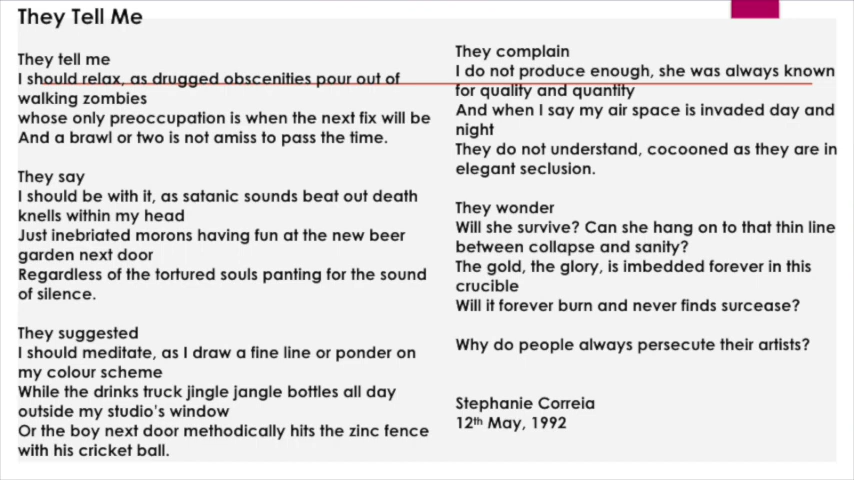 They Tell Me
They tell me
I should relax, as drugged obscenities pour out of
walking zombies
whose only preoccupation is when the next fix will be
And a brawl or two is not amiss to pass the time.
They say
I should be with it, as satanic sounds beat out death
knells within my head
Just inebriated morons having fun at the new beer
garden next door
Regardless of the tortured souls panting for the sound
of silence.
They suggested
I should meditate, as I draw a fine line or ponder on
my colour scheme
While the drinks truck jingle jangle bottles all day
outside my studio's window
Or the boy next door methodically hits the zinc fence
with his cricket ball.
They complain
I do not produce enough, she was always known
for quality and quantity
And when I say my air space is invaded day and
night
They do not understand, cocooned as they are in
elegant seclusion.
They wonder
Will she survive? Can she hang on to that thin line
between collapse and sanity?
The gold, the glory, is imbedded forever in this
crucible
Will it forever burn and never finds surcease?
Why do people always persecute their artists?
Stephanie Correia
12th May, 1992